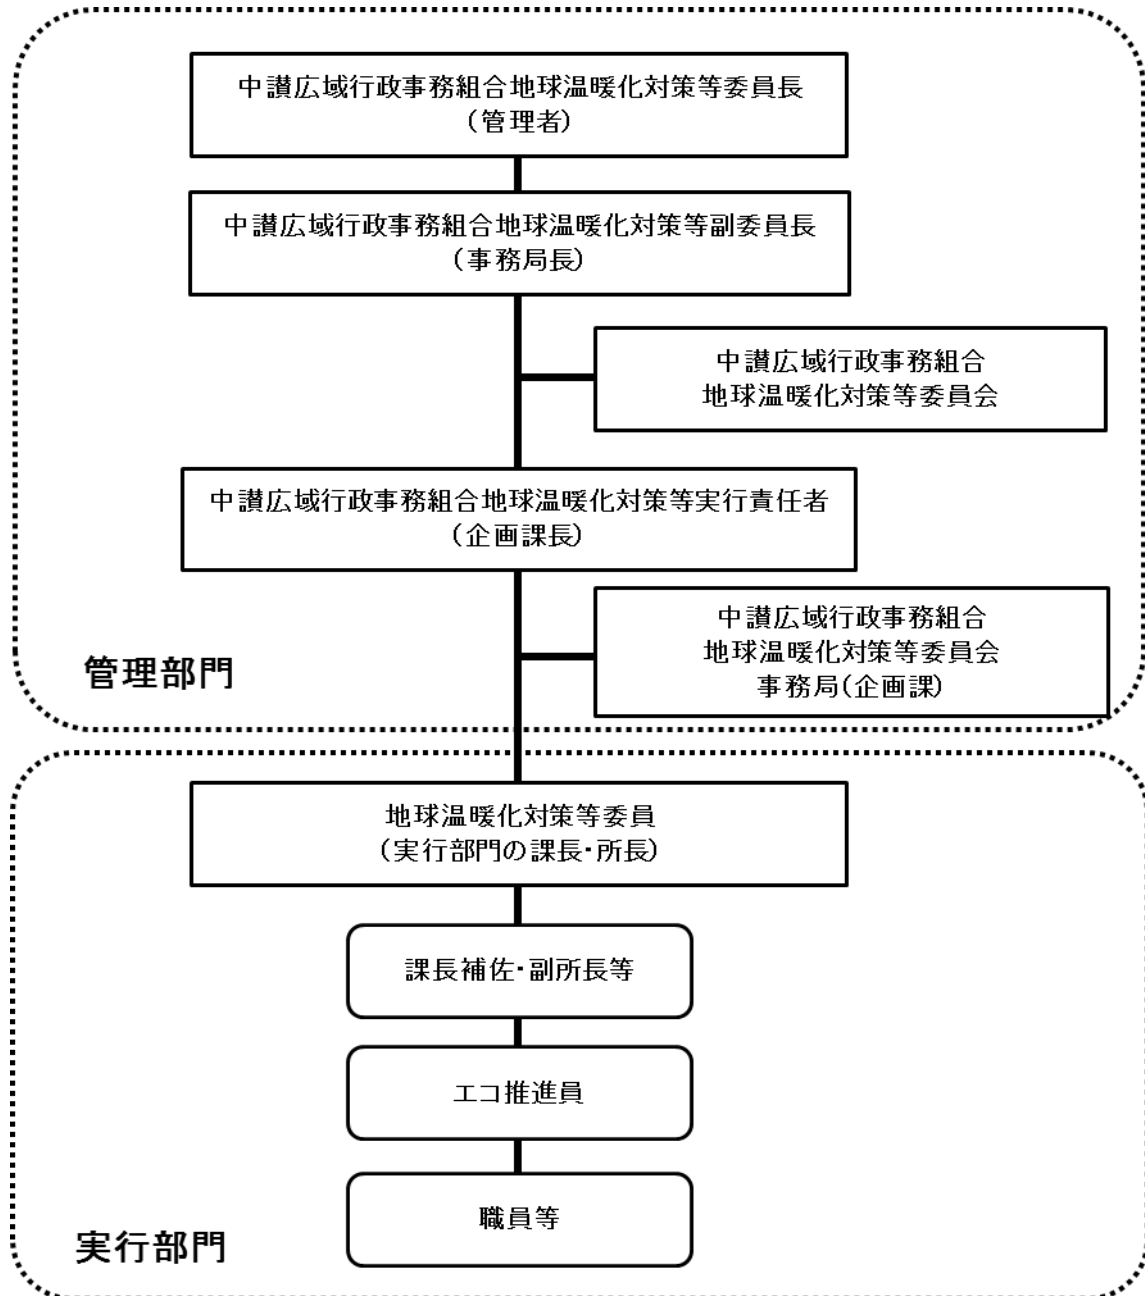 中讃広域行政事務組合地球温暖化対策等委員長
(管理者)
中讃広域行政事務組合地球温暖化対策等副委員長
(事務局長)
中讃広域行政事務組合
地球温暖化対策等委員会
中讃広域行政事務組合地球温暖化対策等実行責任者
(企画課長)
中讃広域行政事務組合
地球温暖化対策等委員会
事務局(企画課)
管理部門
地球温暖化対策等委員
(実行部門の課長・所長)
課長補佐・副所長等
エコ推進員
職員等
実行部門